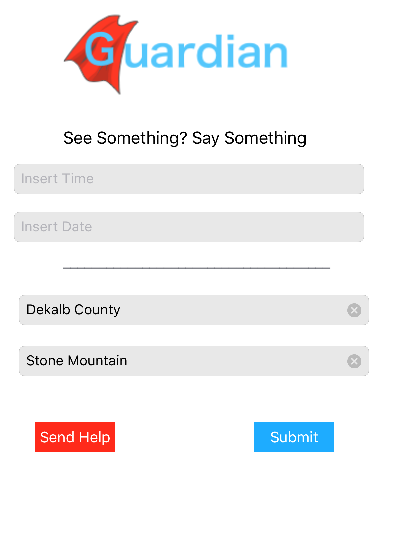 Guardian
See Something? Say Something
Insert Time
Insert Date
Dekalb County
Stone Mountain
Send Help
Submit